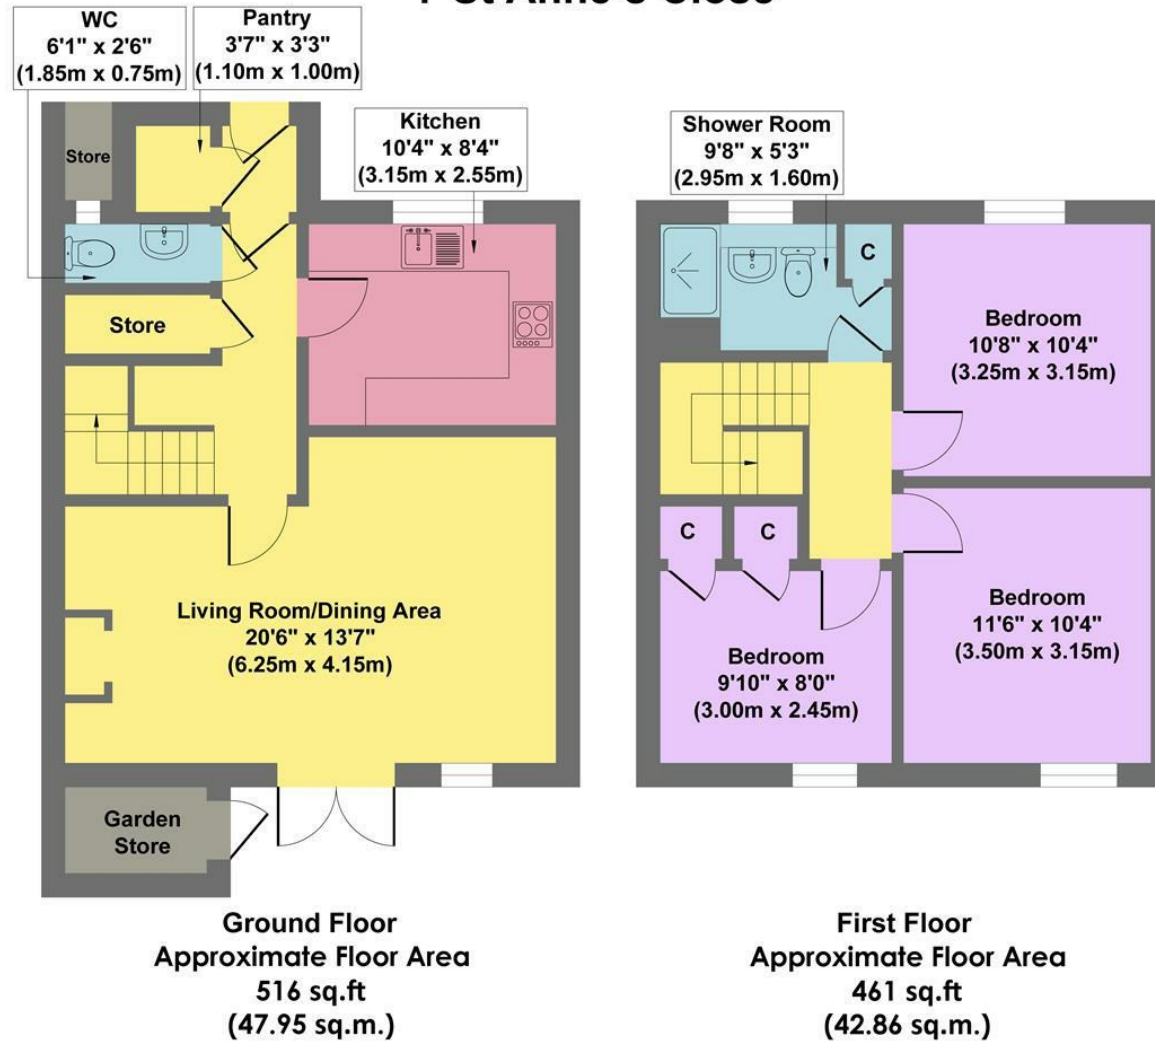 WC
6'1" x 2'6"
(1.85m x 0.75m)
Pantry
3'7" x 3'3"
(1.10m x 1.00m)
Kitchen
10'4" x 8'4"
(3.15m x 2.55m)
Store
Store
Living Room/Dining Area
20'6" x 13'7"
(6.25m x 4.15m)
Garden
Store
Ground Floor
Approximate Floor Area
516 sq.ft
(47.95 sq.m.)
Shower Room
9'8" x 5'3"
(2.95m x 1.60m)
C
Bedroom
10'8" x 10'4"
(3.25m x 3.15m)
C
C
Bedroom
9'10" x 8'0"
(3.00m x 2.45m)
Bedroom
11'6" x 10'4"
(3.50m x 3.15m)
First Floor
Approximate Floor Area
461 sq.ft
(42.86 sq.m.)